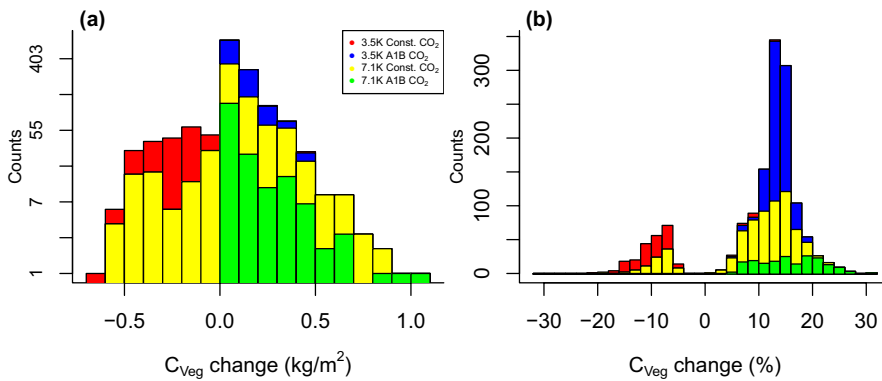 (a)
Counts
403
55
7
1
−0.5
0.0
0.5
1.0
C_Veg change (kg/m²)
3.5K Const. CO₂
3.5K A1B CO₂
7.1K Const. CO₂
7.1K A1B CO₂
(b)
Counts
300
200
100
0
−30
−20
−10
0
10
20
30
C_Veg change (%)